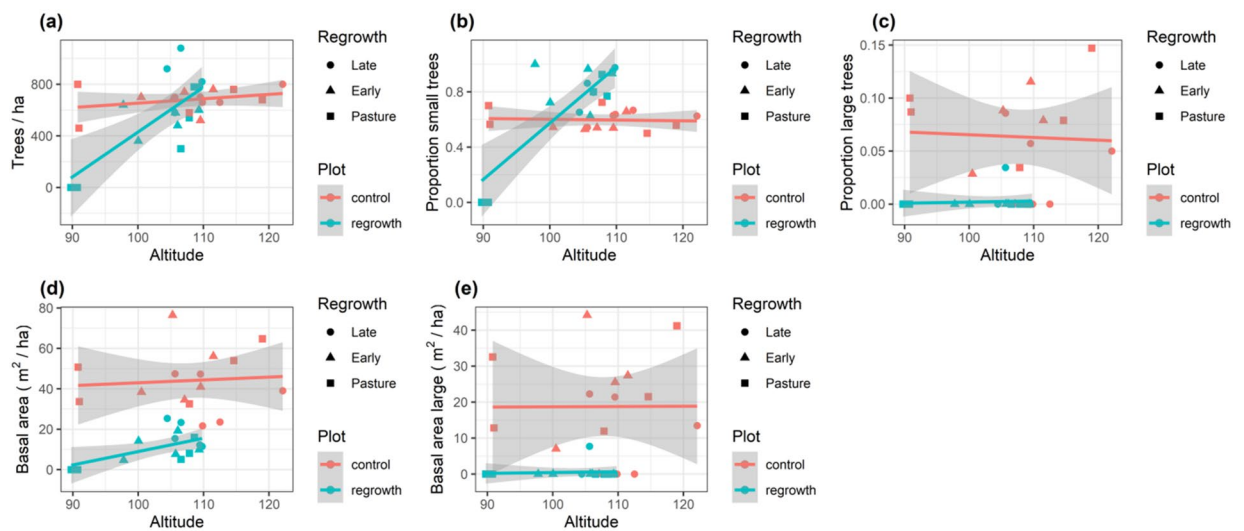 (a)
Trees / ha
800
400
0
90 100 110 120
Altitude
Regrowth
Late
Early
Pasture
Plot
control
regrowth
(b)
Proportion small trees
0.8
0.4
0.0
90 100 110 120
Altitude
Regrowth
Late
Early
Pasture
Plot
control
regrowth
(c)
Proportion large trees
0.15
0.10
0.05
0.00
90 100 110 120
Altitude
Regrowth
Late
Early
Pasture
Plot
control
regrowth
(d)
Basal area ( m² / ha)
80
60
40
20
0
90 100 110 120
Altitude
Regrowth
Late
Early
Pasture
Plot
control
regrowth
(e)
Basal area large ( m² / ha)
40
30
20
10
0
90 100 110 120
Altitude
Regrowth
Late
Early
Pasture
Plot
control
regrowth